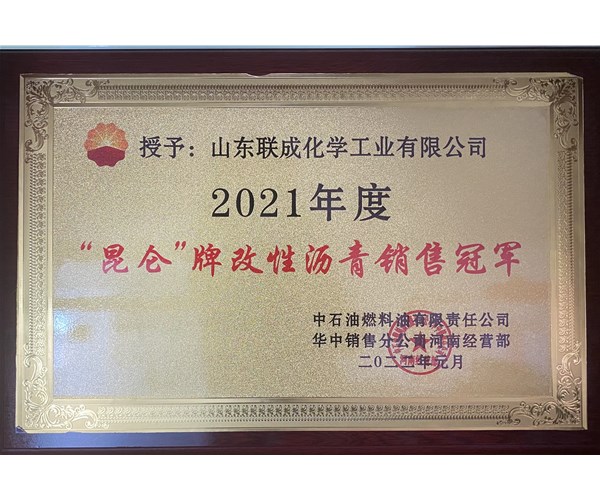 授予：山东联成化学工业有限公司
2021年度
“昆仑”牌改性沥青销售冠军
中石油燃料油有限责任公司
华中销售分公司河南经营部
二〇二二年元月